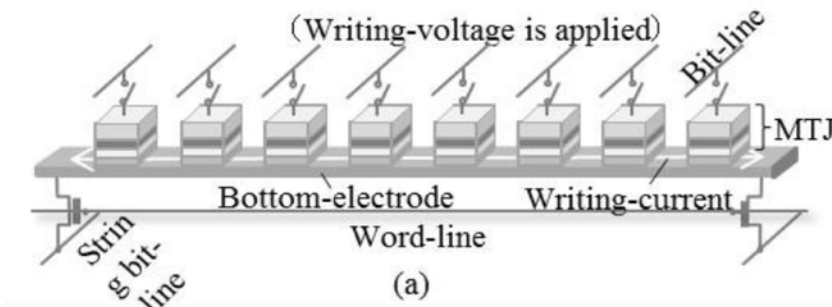 (Writing-voltage is applied)
Bit-line
MTJ
Bottom-electrode
Writing-current
Word-line
Strin
g bit-
line
(a)